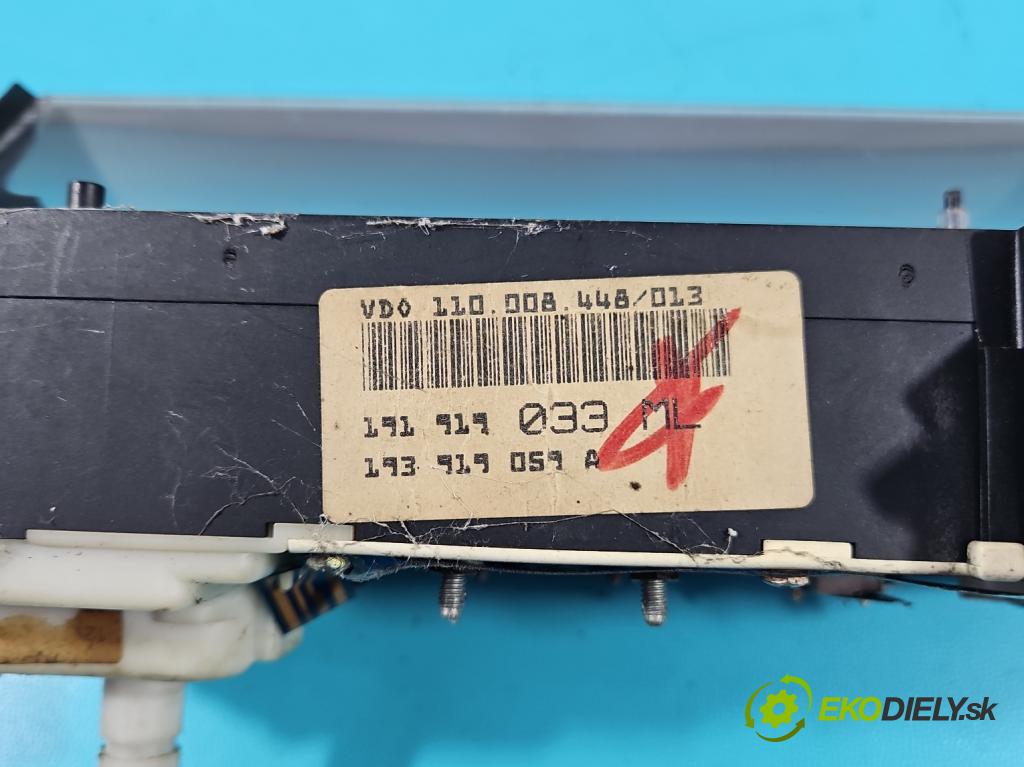 VDO 110.008.448/013
191 919 033 ML
193 919 059 A
EKODIELY.sk